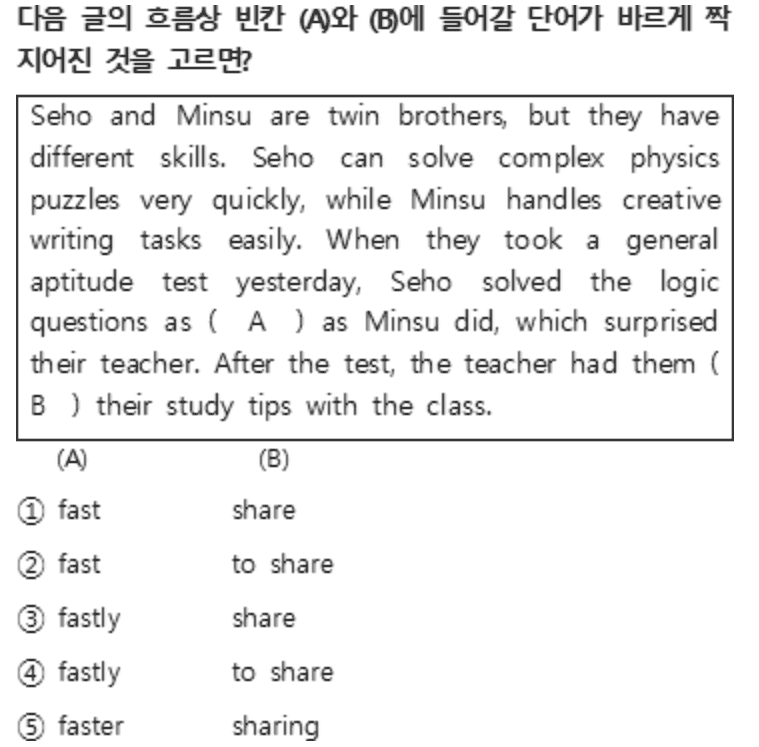 다음 글의 흐름상 빈칸 (A)와 (B)에 들어갈 단어가 바르게 짝
지어진 것을 고르면?
Seho and Minsu are twin brothers, but they have
different skills. Seho can solve complex physics
puzzles very quickly, while Minsu handles creative
writing tasks easily. When they took a general
aptitude test yesterday, Seho solved the logic
questions as ( A ) as Minsu did, which surprised
their teacher. After the test, the teacher had them (
B ) their study tips with the class.
(A) (B)
① fast share
② fast to share
③ fastly share
④ fastly to share
⑤ faster sharing